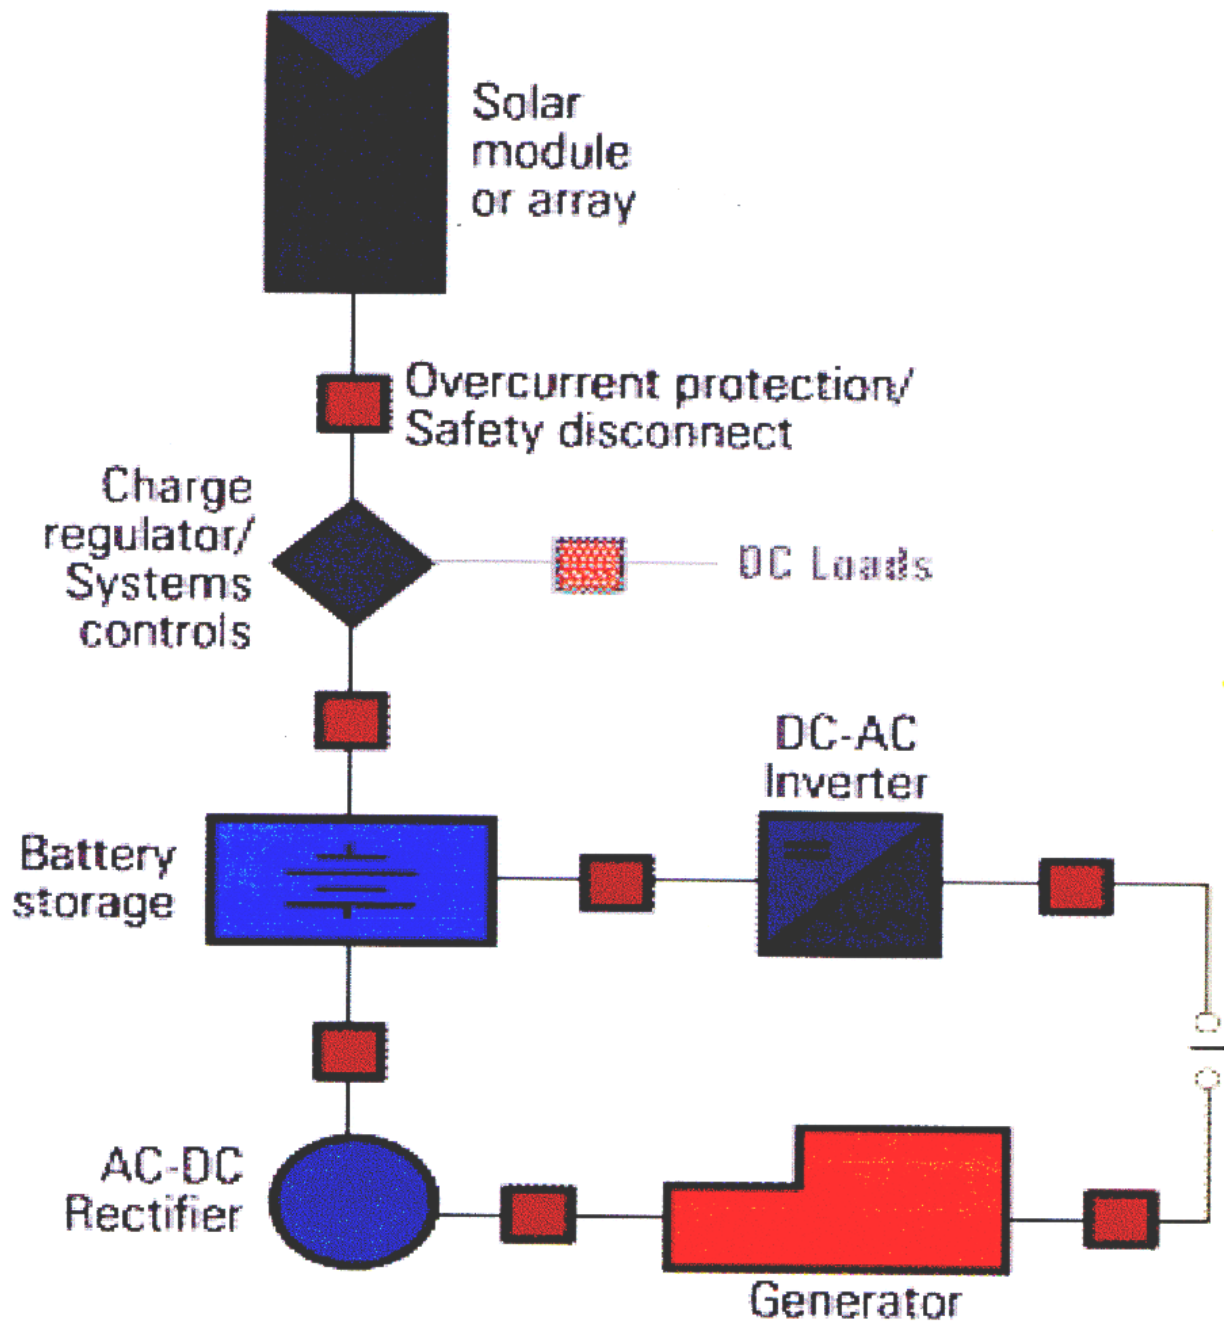 Solar
module
or array
Overcurrent protection/
Safety disconnect
Charge
regulator/
Systems
controls
DC Loads
DC-AC
Inverter
Battery
storage
AC-DC
Rectifier
Generator